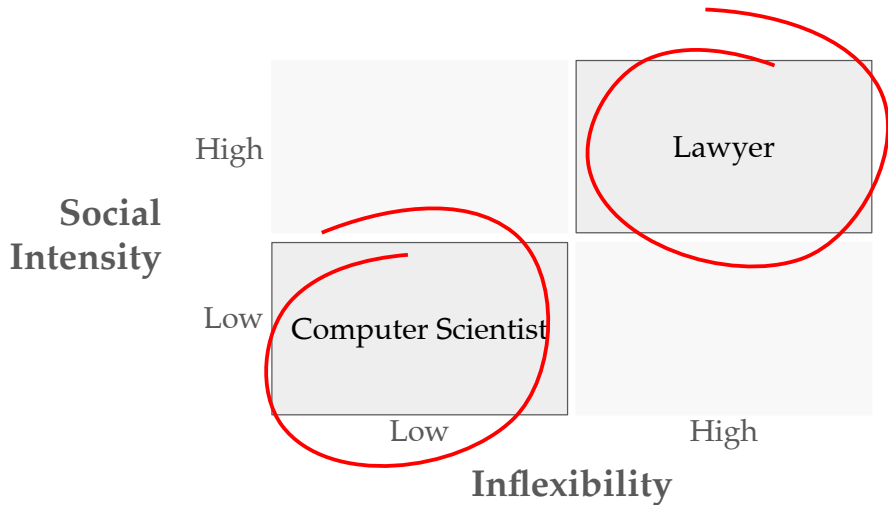 High
Lawyer
Social
Intensity
Low
Computer Scientist
Low
High
Inflexibility